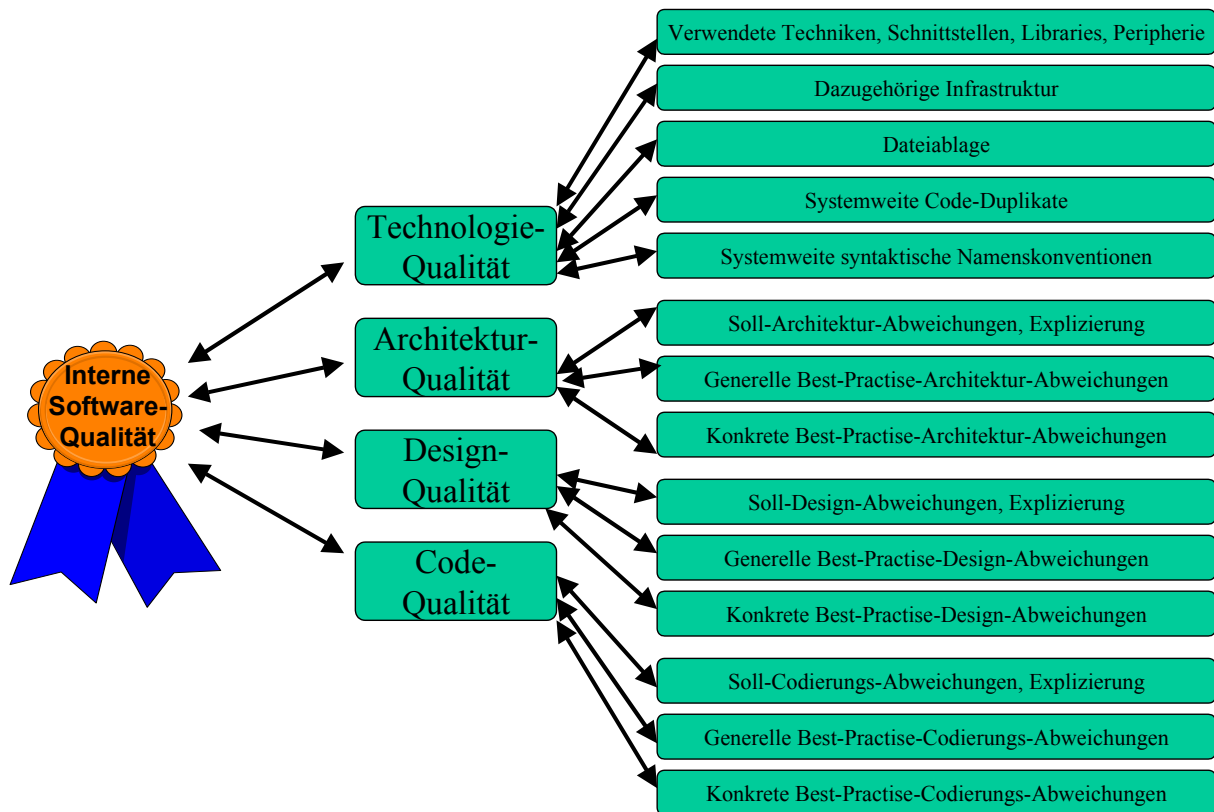 Interne
Software-
Qualität
Technologie-
Qualität
Verwendete Techniken, Schnittstellen, Libraries, Peripherie
Dazugehörige Infrastruktur
Dateiablage
Systemweite Code-Duplikate
Systemweite syntaktische Namenskonventionen
Architektur-
Qualität
Soll-Architektur-Abweichungen, Explizierung
Generelle Best-Practise-Architektur-Abweichungen
Konkrete Best-Practise-Architektur-Abweichungen
Design-
Qualität
Soll-Design-Abweichungen, Explizierung
Generelle Best-Practise-Design-Abweichungen
Konkrete Best-Practise-Design-Abweichungen
Code-
Qualität
Soll-Codierungs-Abweichungen, Explizierung
Generelle Best-Practise-Codierungs-Abweichungen
Konkrete Best-Practise-Codierungs-Abweichungen